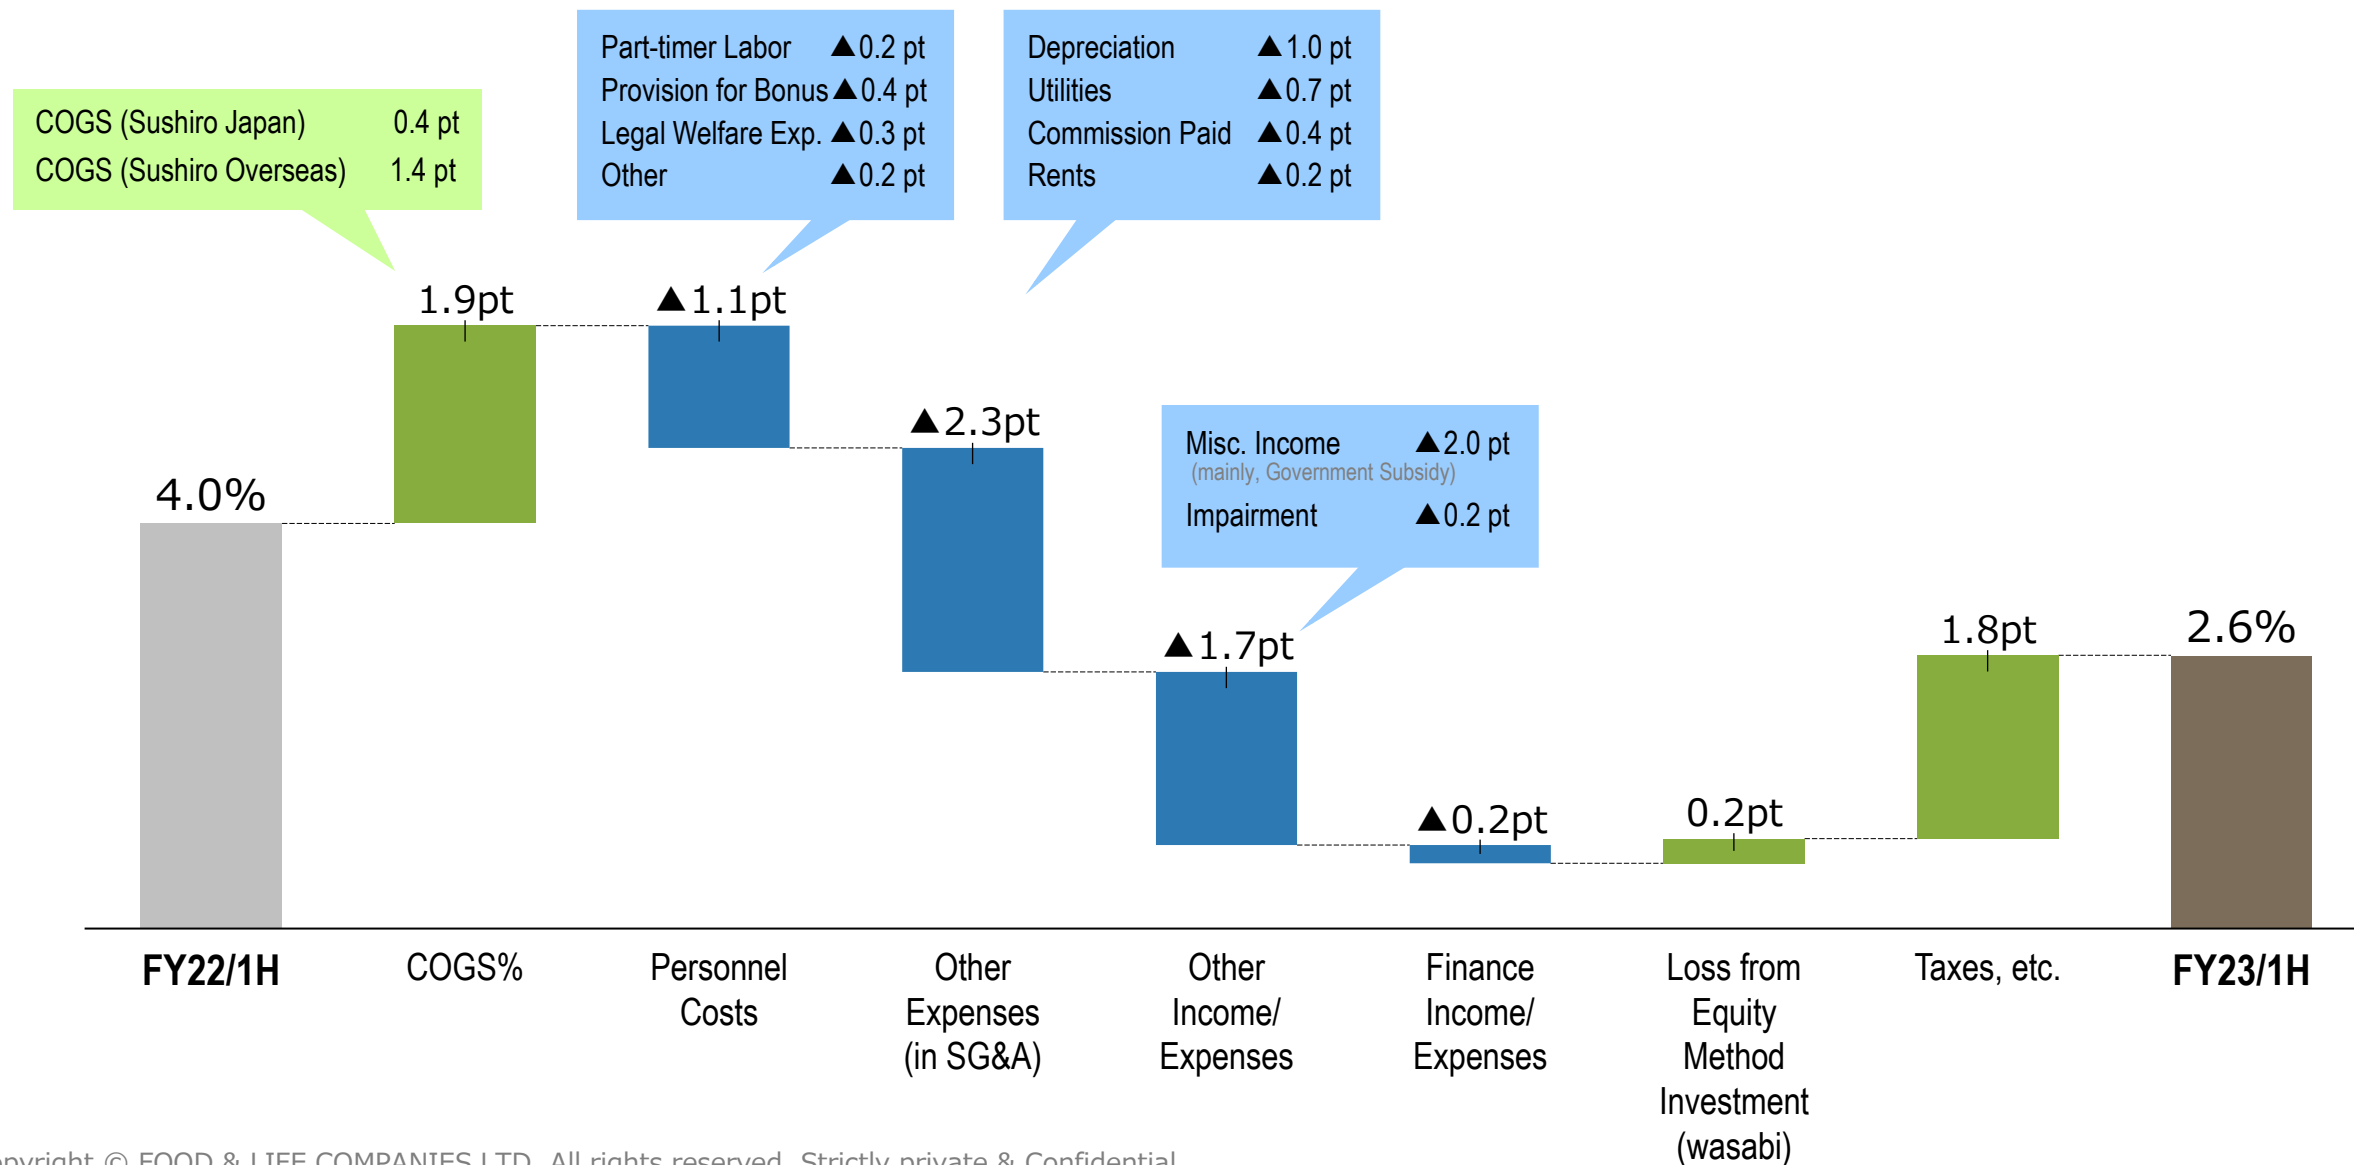 COGS (Sushiro Japan) 0.4 pt
COGS (Sushiro Overseas) 1.4 pt
Part-timer Labor ▲0.2 pt
Provision for Bonus ▲0.4 pt
Legal Welfare Exp. ▲0.3 pt
Other ▲0.2 pt
Depreciation ▲1.0 pt
Utilities ▲0.7 pt
Commission Paid ▲0.4 pt
Rents ▲0.2 pt
4.0%
1.9pt
▲1.1pt
▲2.3pt
Misc. Income ▲2.0 pt
(mainly, Government Subsidy)
Impairment ▲0.2 pt
▲1.7pt
▲0.2pt
0.2pt
1.8pt
2.6%
FY22/1H
COGS%
Personnel
Costs
Other
Expenses
(in SG&A)
Other
Income/
Expenses
Finance
Income/
Expenses
Loss from
Equity
Method
Investment
(wasabi)
Taxes, etc.
FY23/1H
opyright © FOOD & LIFE COMPANIES LTD. All rights reserved. Strictly private & Confidential